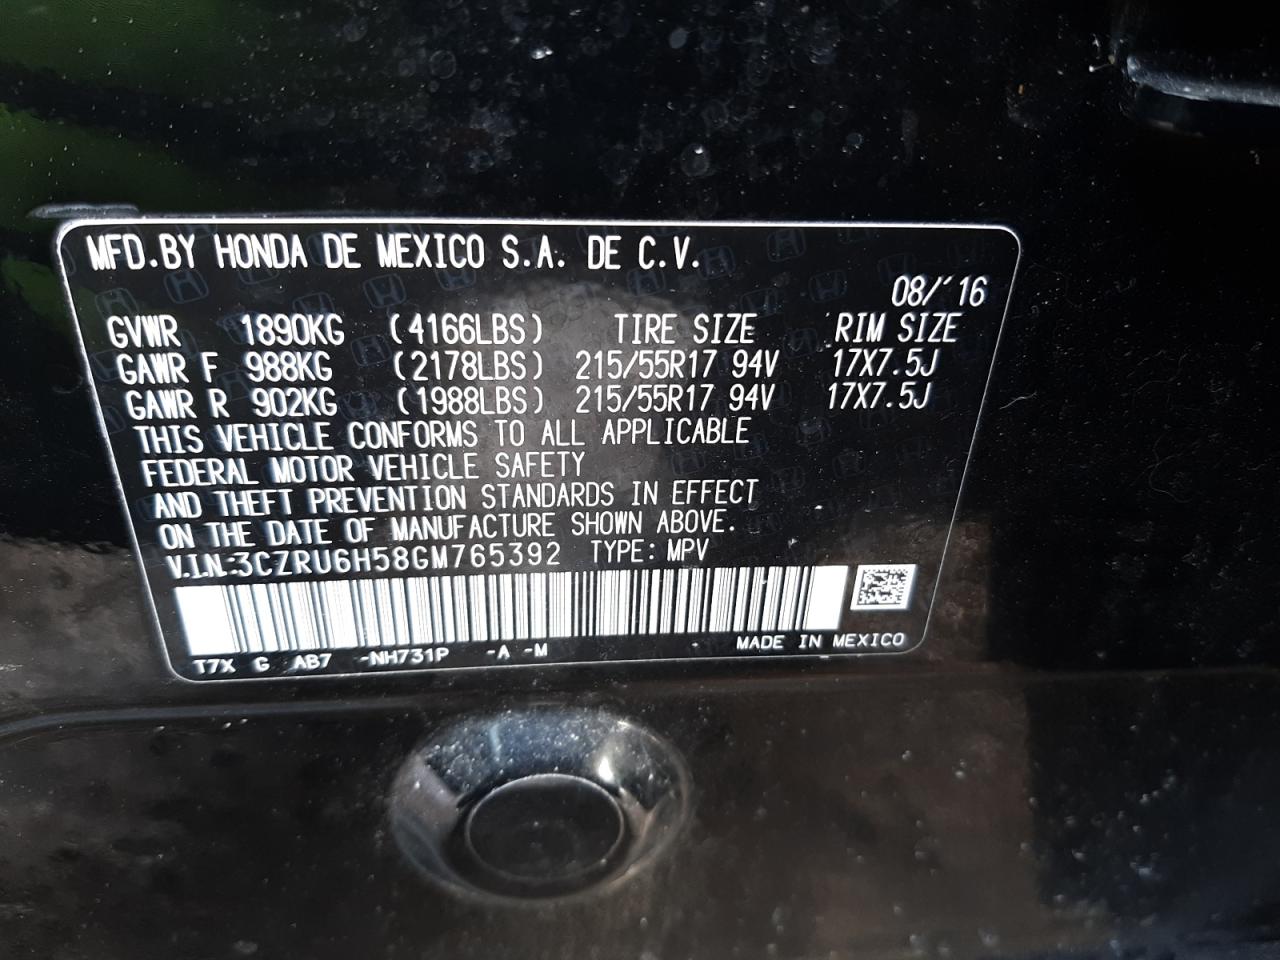 MFD.BY HONDA DE MEXICO S.A. DE C.V.
08/'16
GVWR 1890KG (4166LBS) TIRE SIZE RIM SIZE
GAWR F 988KG (2178LBS) 215/55R17 94V 17X7.5J
GAWR R 902KG (1988LBS) 215/55R17 94V 17X7.5J
THIS VEHICLE CONFORMS TO ALL APPLICABLE
FEDERAL MOTOR VEHICLE SAFETY
AND THEFT PREVENTION STANDARDS IN EFFECT
ON THE DATE OF MANUFACTURE SHOWN ABOVE.
V.I.N.:3CZRU6H58GM765392 TYPE: MPV
T7X G AB7 -NH731P -A -M - MADE IN MEXICO